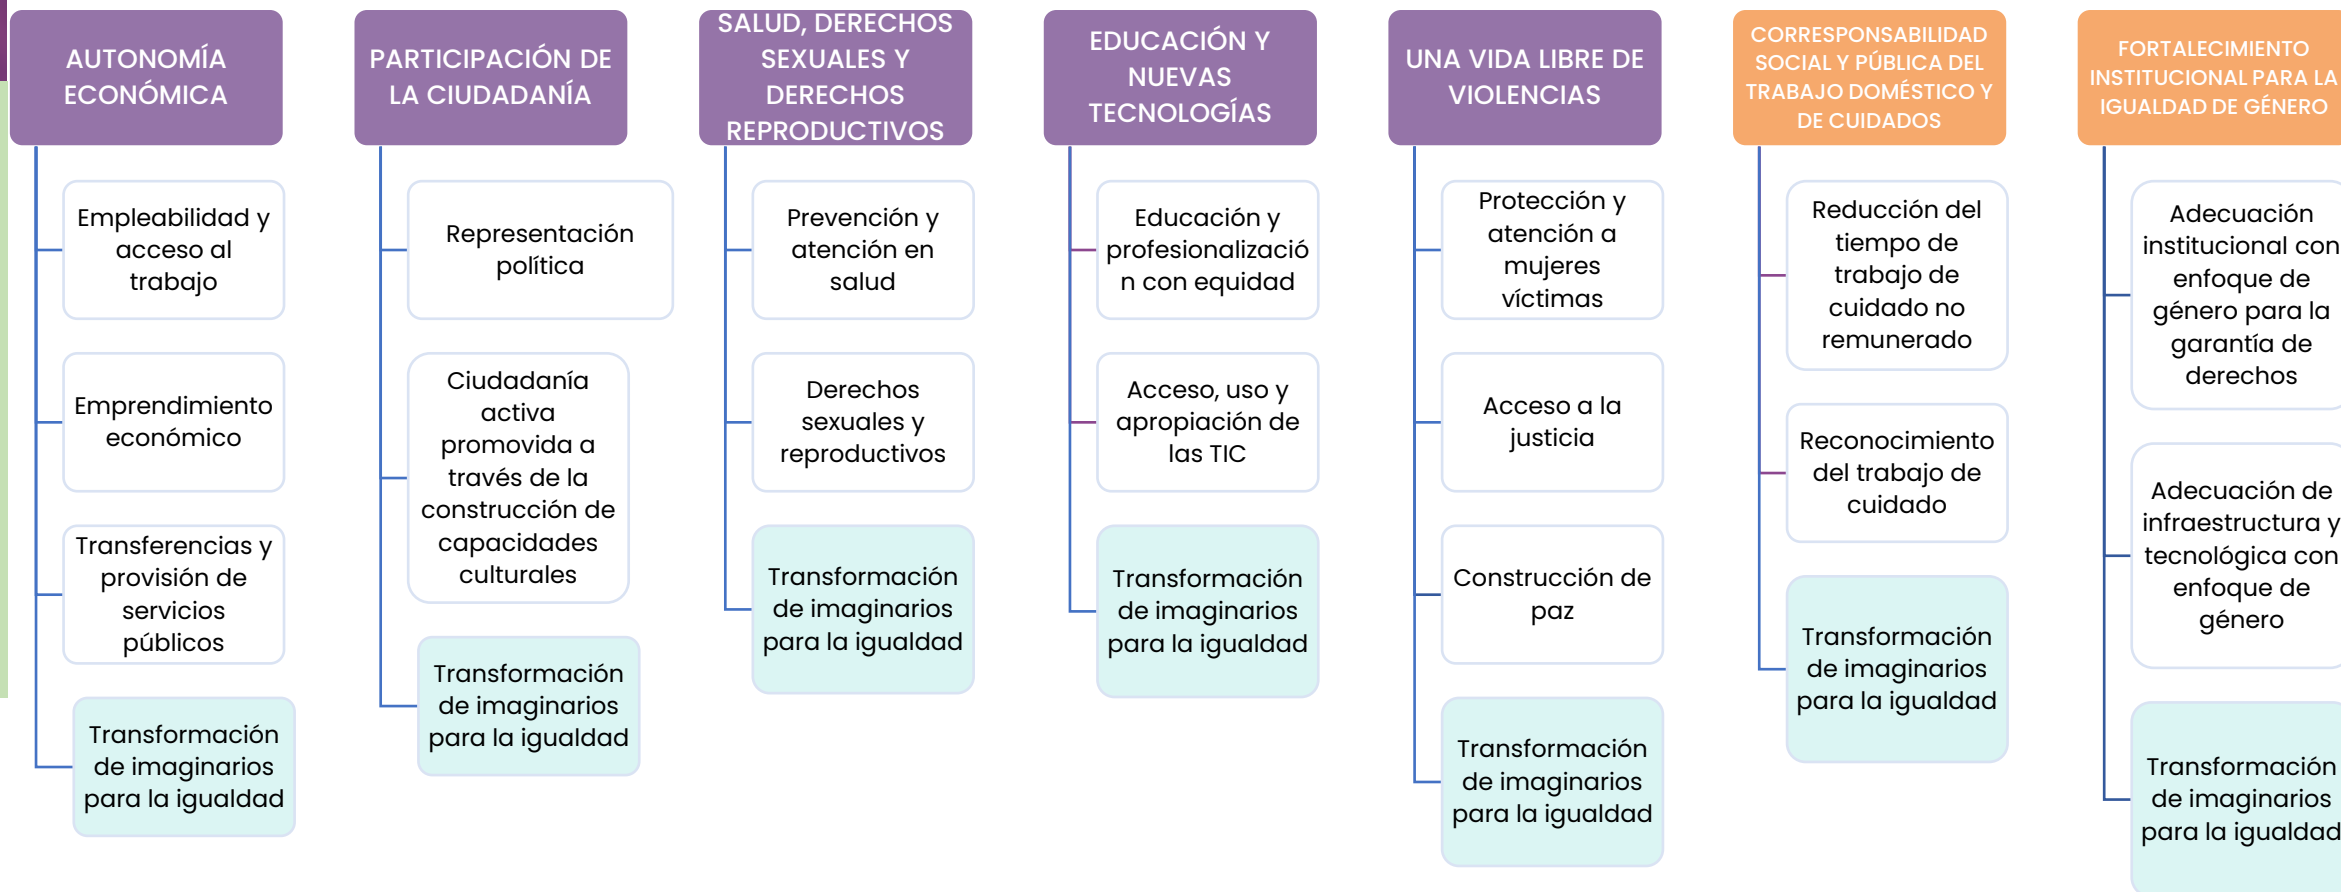 AUTONOMÍA
ECONÓMICA
Empleabilidad y
acceso al
trabajo
Emprendimiento
económico
Transferencias y
provisión de
servicios
públicos
Transformación
de imaginarios
para la igualdad
PARTICIPACIÓN DE
LA CIUDADANÍA
Representación
política
Ciudadanía
activa
promovida a
través de la
construcción de
capacidades
culturales
Transformación
de imaginarios
para la igualdad
SALUD, DERECHOS
SEXUALES Y
DERECHOS
REPRODUCTIVOS
Prevención y
atención en
salud
Derechos
sexuales y
reproductivos
Transformación
de imaginarios
para la igualdad
EDUCACIÓN Y
NUEVAS
TECNOLOGÍAS
Educación y
profesionalizació
n con equidad
Acceso, uso y
apropiación de
las TIC
Transformación
de imaginarios
para la igualdad
UNA VIDA LIBRE DE
VIOLENCIAS
Protección y
atención a
mujeres
víctimas
Acceso a la
justicia
Construcción de
paz
Transformación
de imaginarios
para la igualdad
CORRESPONSABILIDAD
SOCIAL Y PÚBLICA DEL
TRABAJO DOMÉSTICO Y
DE CUIDADOS
Reducción del
tiempo de
trabajo de
cuidado no
remunerado
Reconocimiento
del trabajo de
cuidado
Transformación
de imaginarios
para la igualdad
FORTALECIMIENTO
INSTITUCIONAL PARA LA
IGUALDAD DE GÉNERO
Adecuación
institucional con
enfoque de
género para la
garantía de
derechos
Adecuación de
infraestructura y
tecnológica con
enfoque de
género
Transformación
de imaginarios
para la igualdad